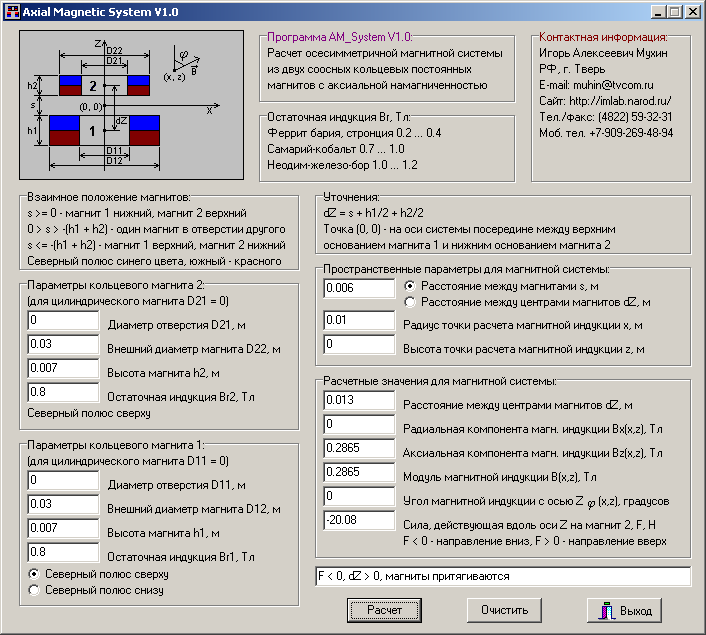 Axial Magnetic System V1.0
Z
D22
D21
φ
(x, z)
B
h2
2
s
(0, 0)
X
h1
1
dZ
D11
D12
Программа AM_System V1.0:
Расчет осесимметричной магнитной системы
из двух соосных кольцевых постоянных
магнитов с аксиальной намагниченностью
Остаточная индукция Br, Тл:
Феррит бария, стронция 0.2 ... 0.4
Самарий-кобальт 0.7 ... 1.0
Неодим-железо-бор 1.0 ... 1.2
Контактная информация:
Игорь Алексеевич Мухин
РФ, г. Тверь
E-mail: muhin@tvcom.ru
Сайт: http://imlab.narod.ru/
Тел./Факс: (4822) 59-32-31
Моб. тел. +7-909-269-48-94
Взаимное положение магнитов:
s >= 0 - магнит 1 нижний, магнит 2 верхний
0 > s > -(h1 + h2) - один магнит в отверстии другого
s <= -(h1 + h2) - магнит 1 верхний, магнит 2 нижний
Северный полюс синего цвета, южный - красного
Уточнения:
dZ = s + h1/2 + h2/2
Точка (0, 0) - на оси системы посередине между верхним
основанием магнита 1 и нижним основанием магнита 2
Параметры кольцевого магнита 2:
(для цилиндрического магнита D21 = 0)
0 Диаметр отверстия D21, м
0.03 Внешний диаметр магнита D22, м
0.007 Высота магнита h2, м
0.8 Остаточная индукция Br2, Тл
Северный полюс сверху
Параметры кольцевого магнита 1:
(для цилиндрического магнита D11 = 0)
0 Диаметр отверстия D11, м
0.03 Внешний диаметр магнита D12, м
0.007 Высота магнита h1, м
0.8 Остаточная индукция Br1, Тл
Северный полюс сверху
Северный полюс снизу
Пространственные параметры для магнитной системы:
0.006 Расстояние между магнитами s, м
Расстояние между центрами магнитов dZ, м
0.01 Радиус точки расчета магнитной индукции x, м
0 Высота точки расчета магнитной индукции z, м
Расчетные значения для магнитной системы:
0.013 Расстояние между центрами магнитов dZ, м
0 Радиальная компонента магн. индукции Bx(x,z), Тл
0.2865 Аксиальная компонента магн. индукции Bz(x,z), Тл
0.2865 Модуль магнитной индукции B(x,z), Тл
0 Угол магнитной индукции с осью Z φ (x,z), градусов
-20.08 Сила, действующая вдоль оси Z на магнит 2, F, Н
F < 0 - направление вниз, F > 0 - направление вверх
F < 0, dZ > 0, магниты притягиваются
Расчет
Очистить
Выход